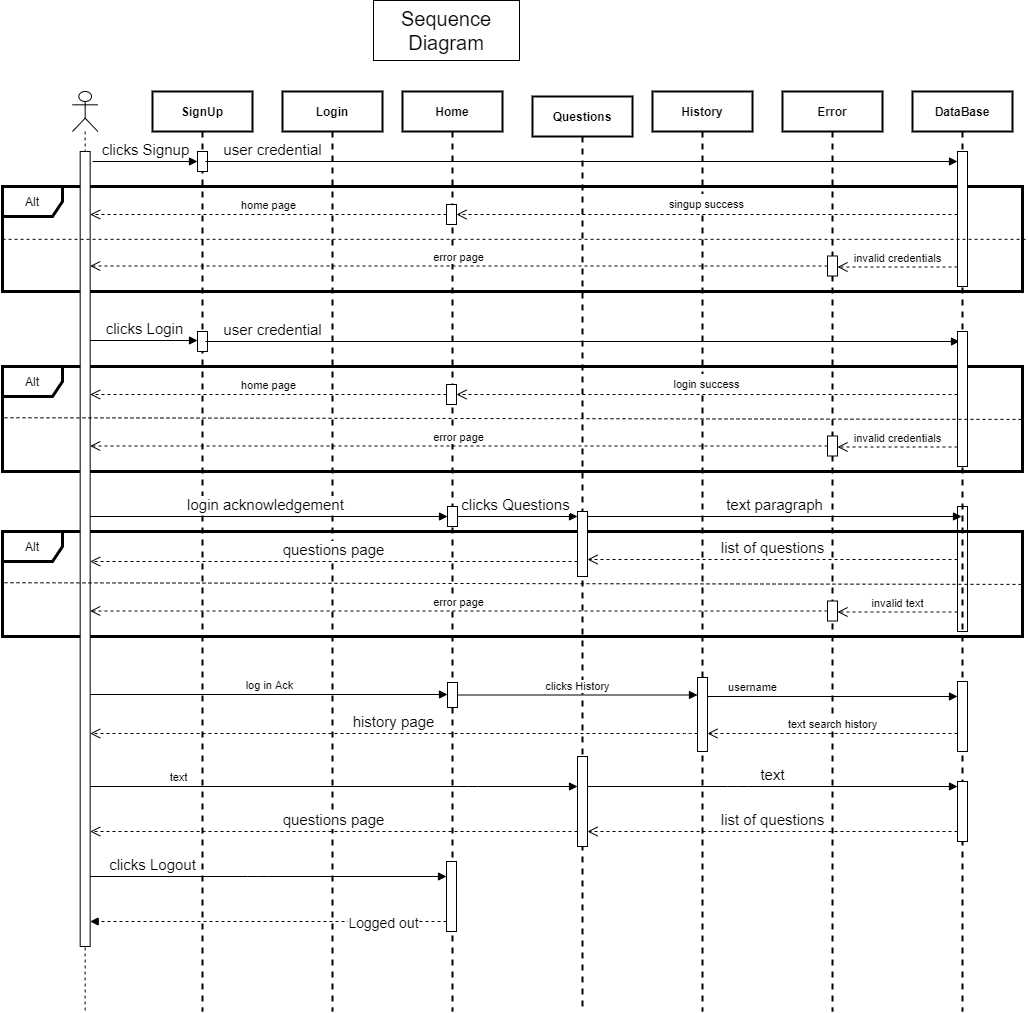 Sequence
Diagram
SignUp
Login
Home
Questions
History
Error
DataBase
clicks Signup
user credential
Alt
home page
singup success
error page
invalid credentials
clicks Login
user credential
Alt
home page
login success
error page
invalid credentials
login acknowledgement
clicks Questions
text paragraph
Alt
questions page
list of questions
error page
invalid text
log in Ack
clicks History
username
history page
text search history
text
text
questions page
list of questions
clicks Logout
Logged out